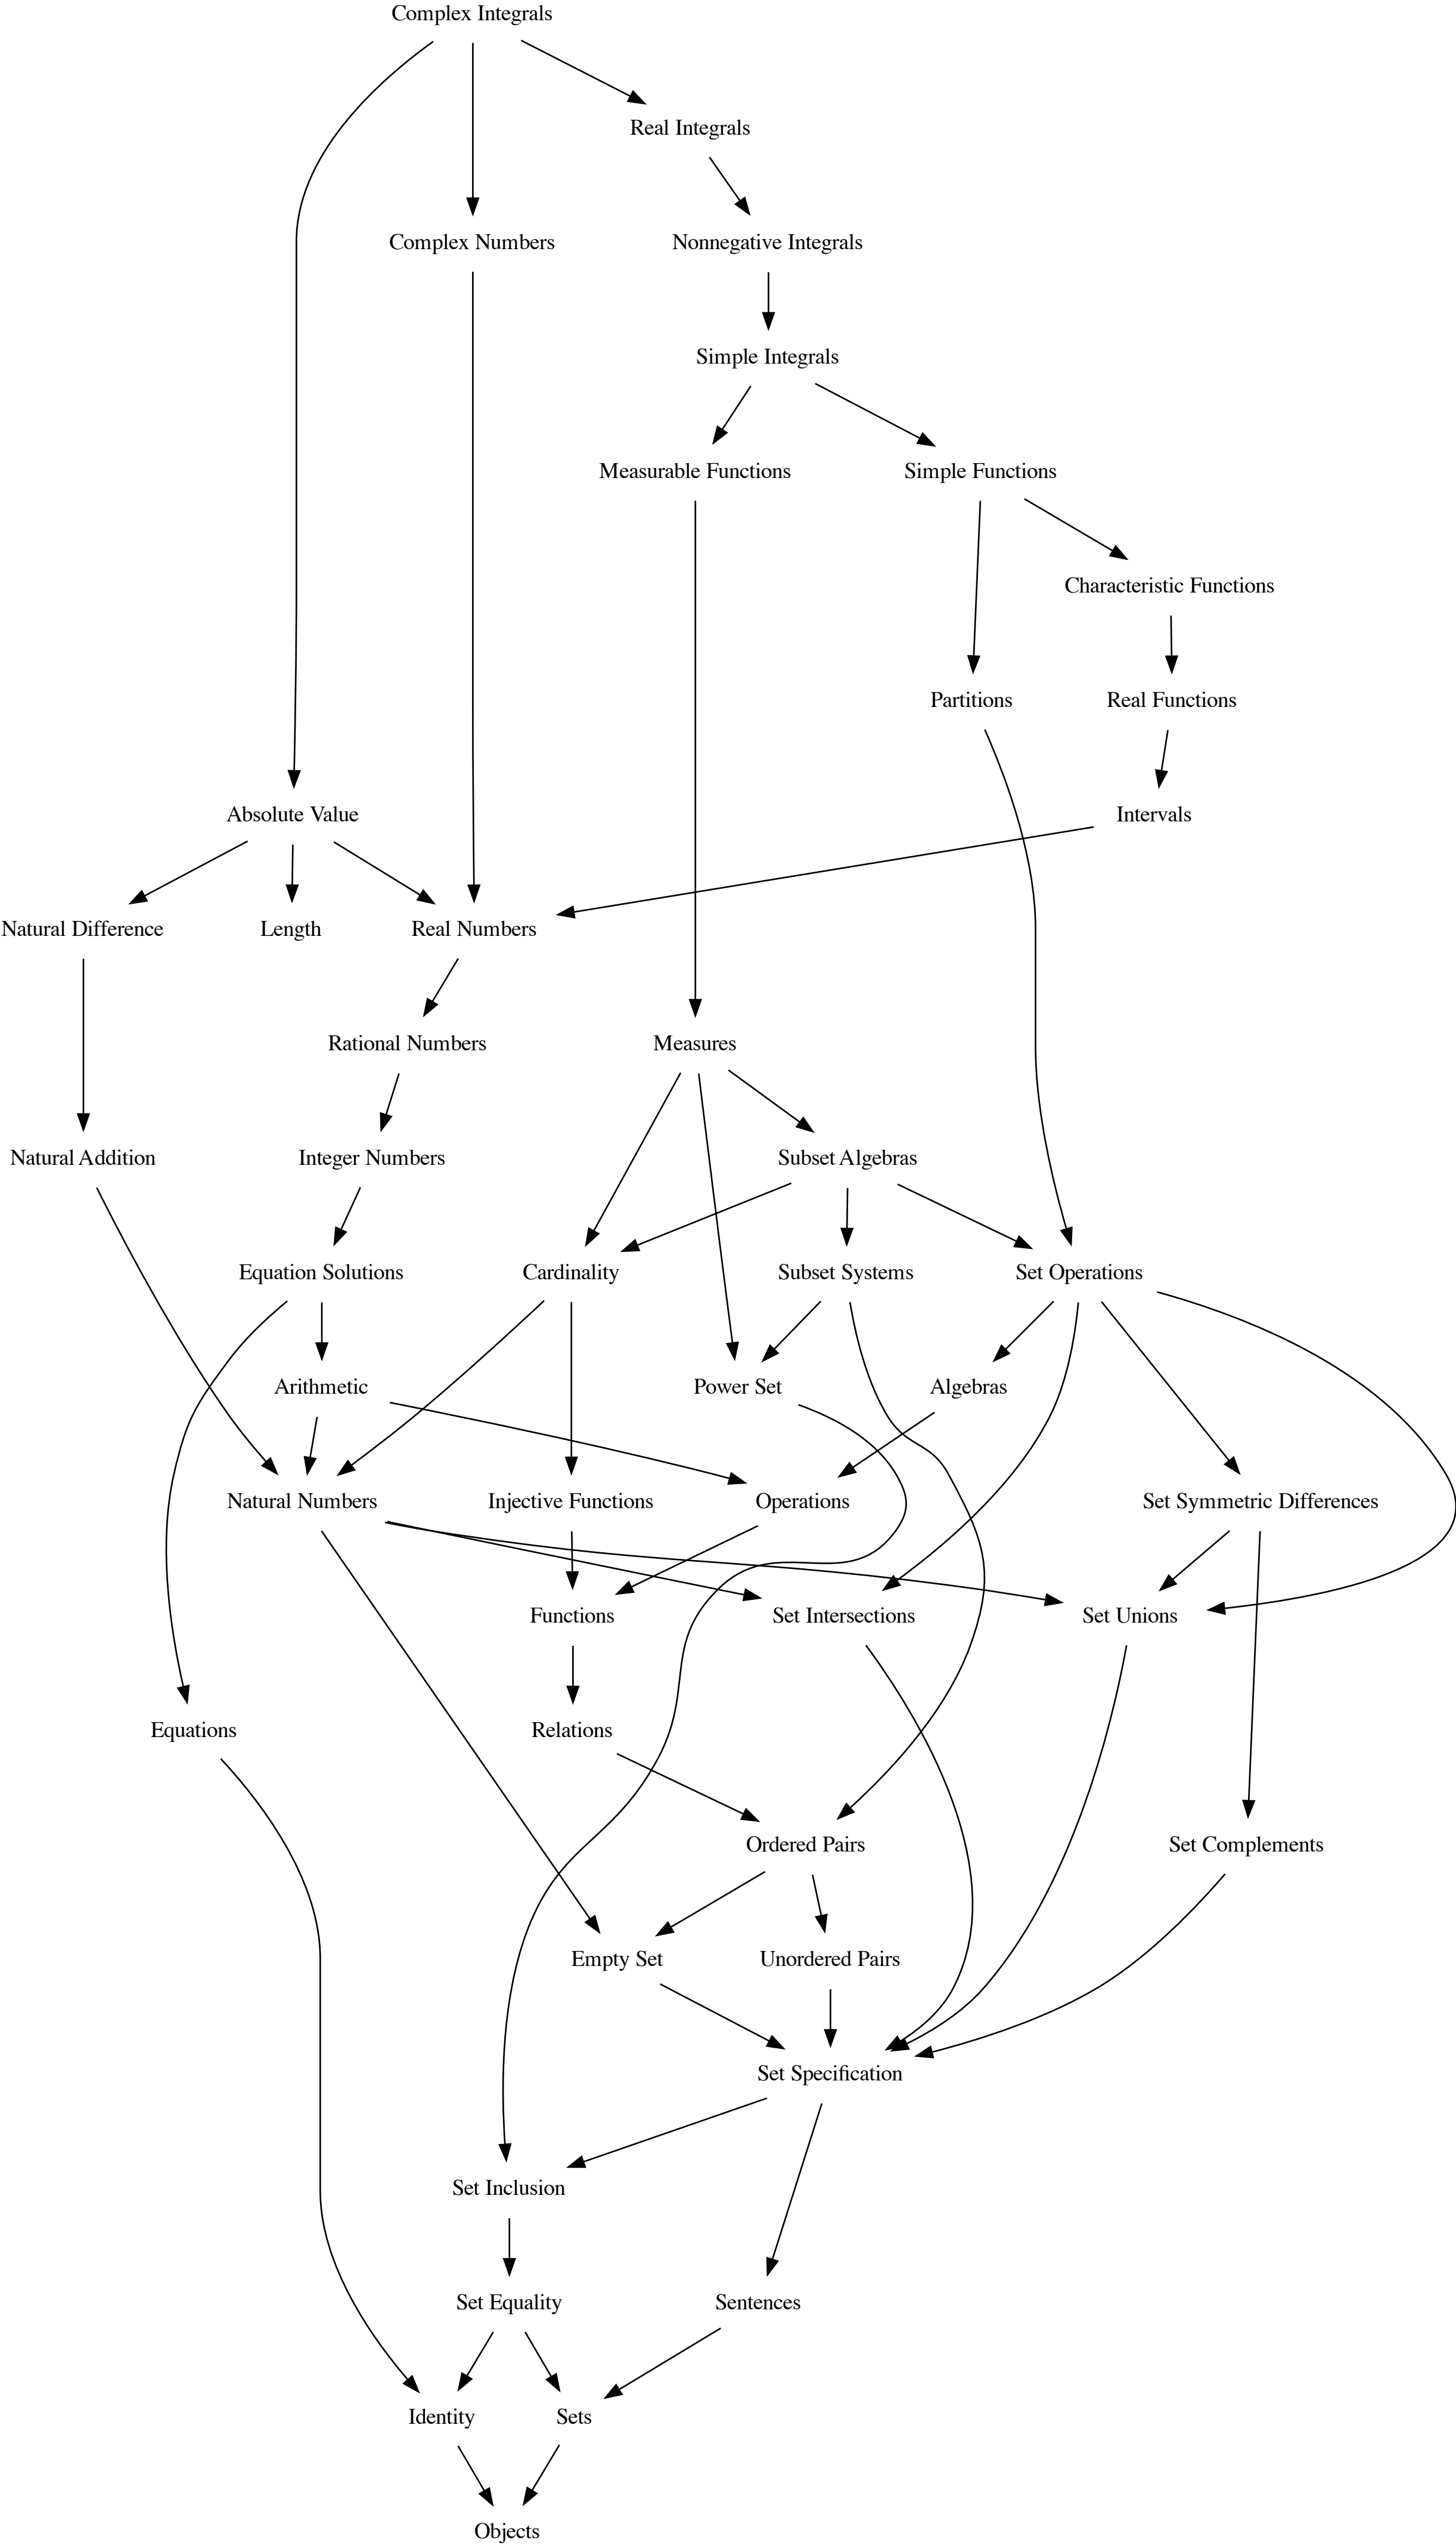 Complex Integrals
Real Integrals
Complex Numbers
Nonnegative Integrals
Simple Integrals
Measurable Functions
Simple Functions
Characteristic Functions
Partitions
Real Functions
Absolute Value
Intervals
Natural Difference
Length
Real Numbers
Rational Numbers
Measures
Natural Addition
Integer Numbers
Subset Algebras
Equation Solutions
Cardinality
Subset Systems
Set Operations
Arithmetic
Power Set
Algebras
Natural Numbers
Injective Functions
Operations
Set Symmetric Differences
Functions
Set Intersections
Set Unions
Equations
Relations
Ordered Pairs
Set Complements
Empty Set
Unordered Pairs
Set Specification
Set Inclusion
Set Equality
Sentences
Identity
Sets
Objects